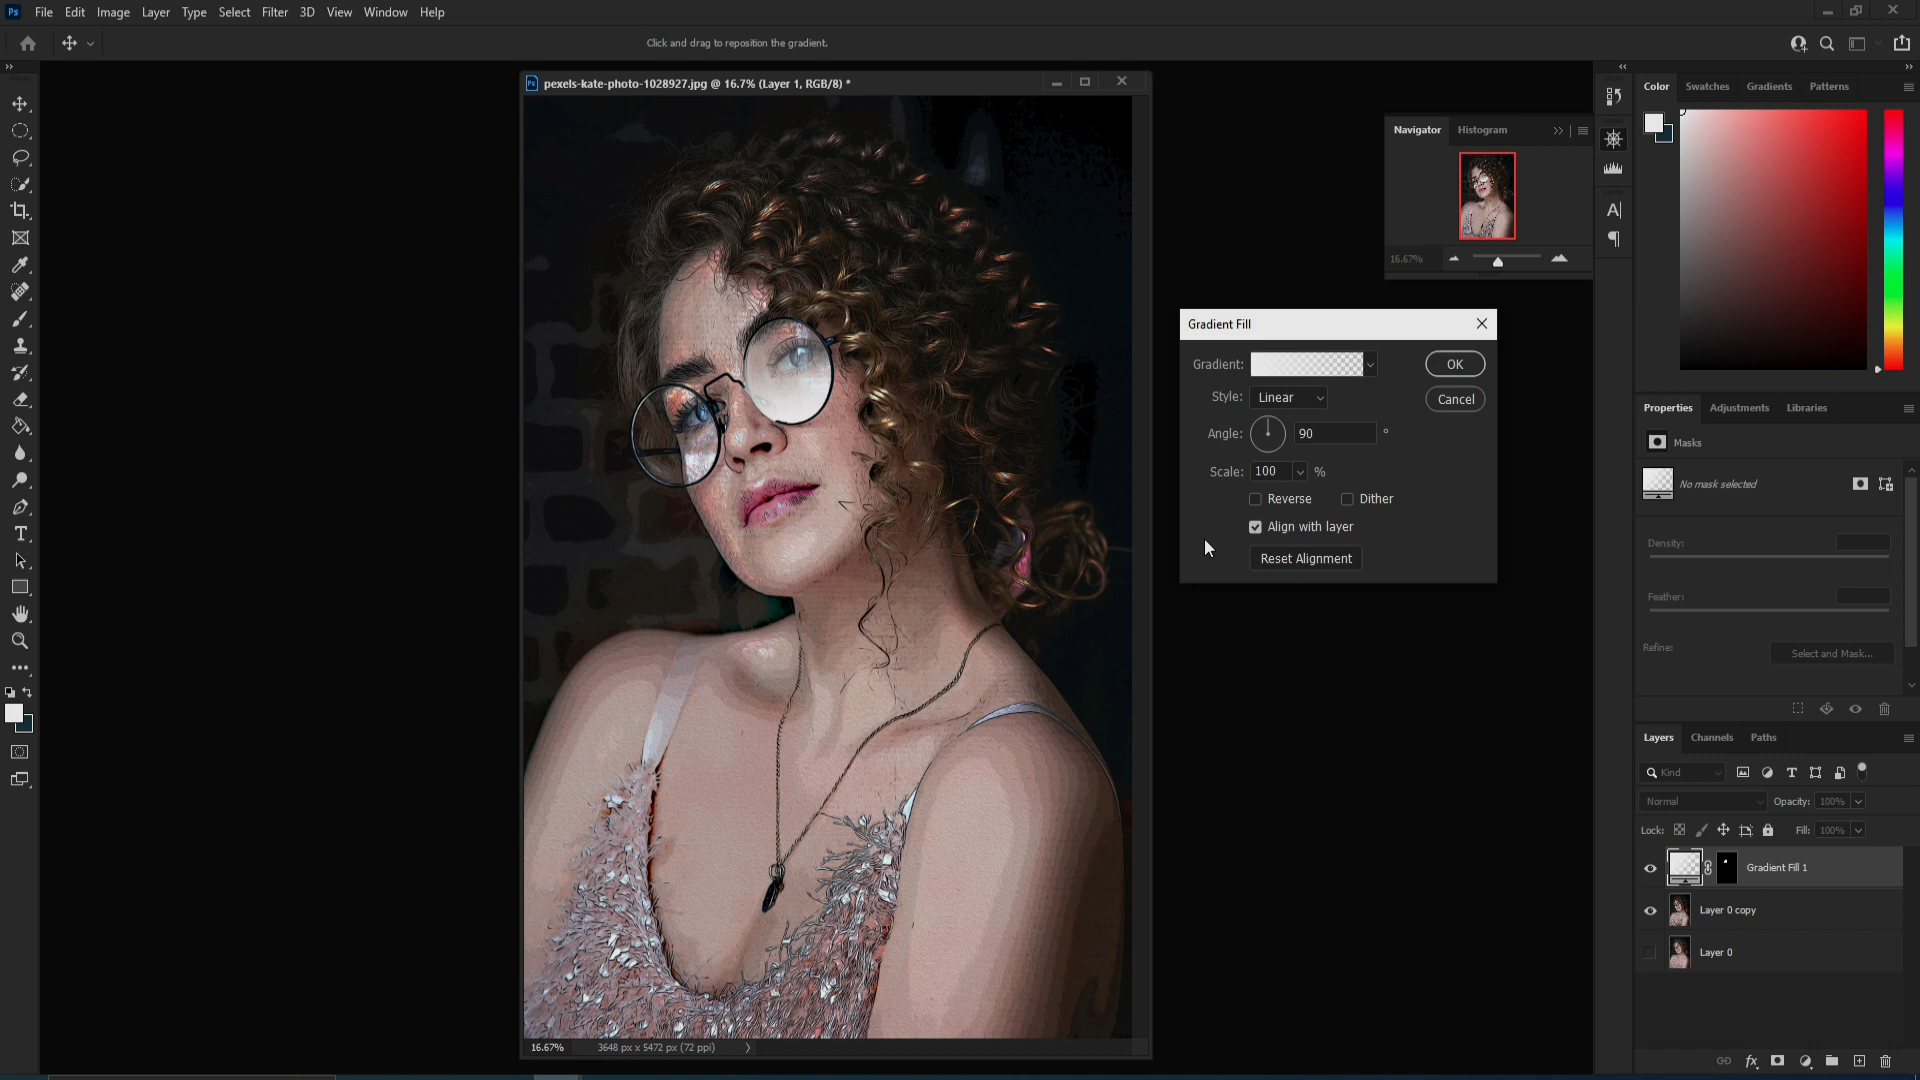 Ps File Edit Image Layer Type Select Filter 3D View Window Help
Click and drag to reposition the gradient.
Ps pexels-kate-photo-1028927.jpg @ 16.7% (Layer 1, RGB/8) *
Color Swatches Gradients Patterns
Navigator Histogram
16.67%
Gradient Fill
Gradient:
OK
Style: Linear
Cancel
Angle: 90 °
Scale: 100 %
Reverse Dither
Align with layer
Reset Alignment
Properties Adjustments Libraries
Masks
No mask selected
Density:
Feather:
Refine: Select and Mask...
Layers Channels Paths
Kind
Normal Opacity: 100%
Lock: Fill: 100%
Gradient Fill 1
Layer 0 copy
Layer 0
fx
16.67% 3648 px x 5472 px (72 ppi)